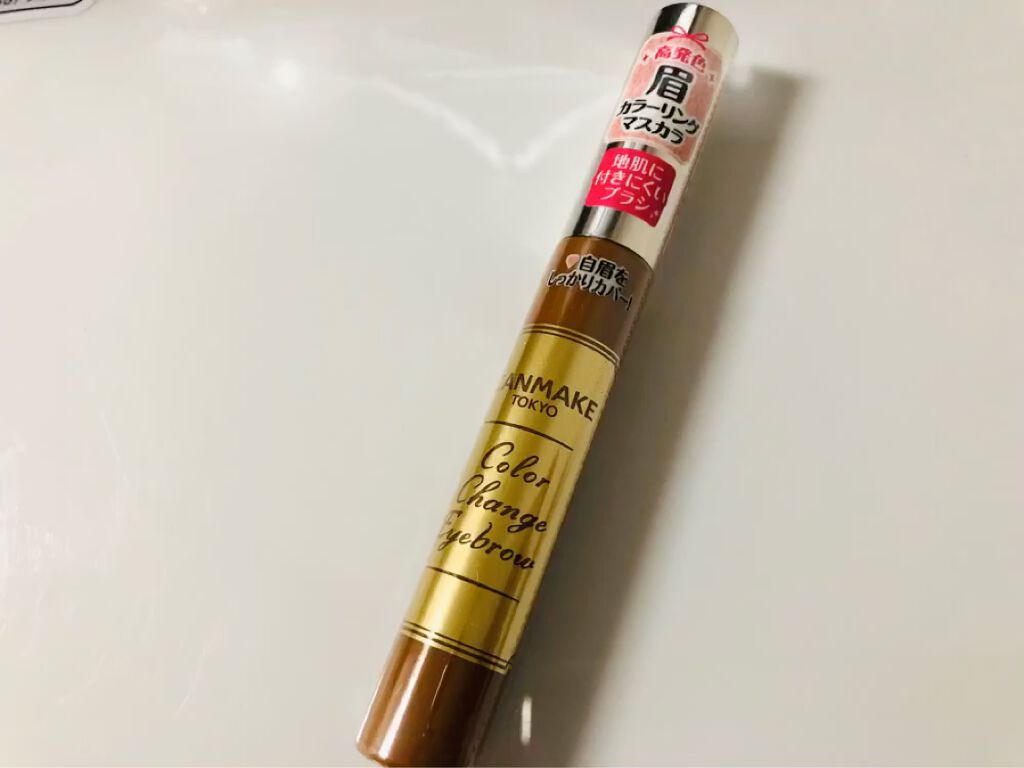 高発色
眉
カラーリング
マスカラ
地肌に
付きにくい
ブラシ
自眉を
しっかりカバー!
CANMAKE
TOKYO
Color
Change
Eyebrow